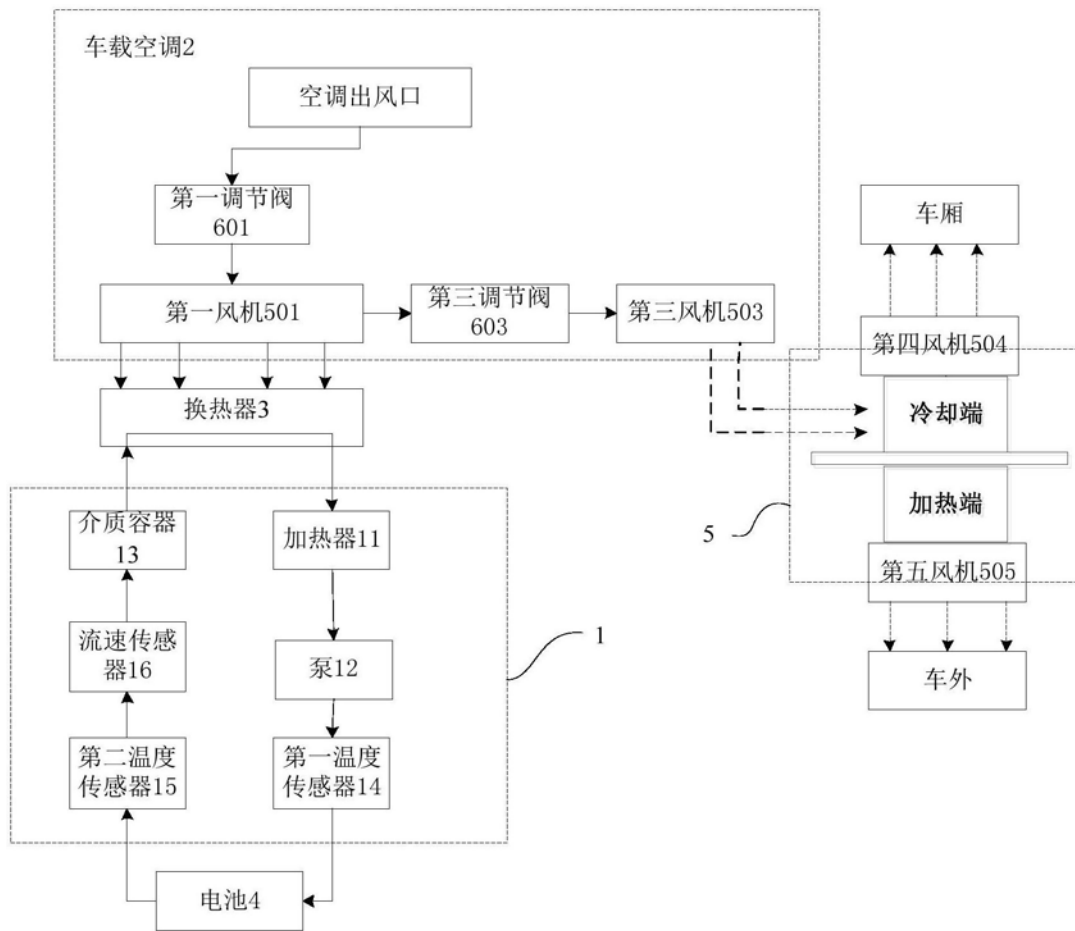 车载空调2
空调出风口
第一调节阀
601
第一风机501
第三调节阀
603
第三风机503
车厢
第四风机504
冷却端
加热端
第五风机505
车外
5
换热器3
介质容器
13
加热器11
流速传感
器16
泵12
1
第二温度
传感器15
第一温度
传感器14
电池4